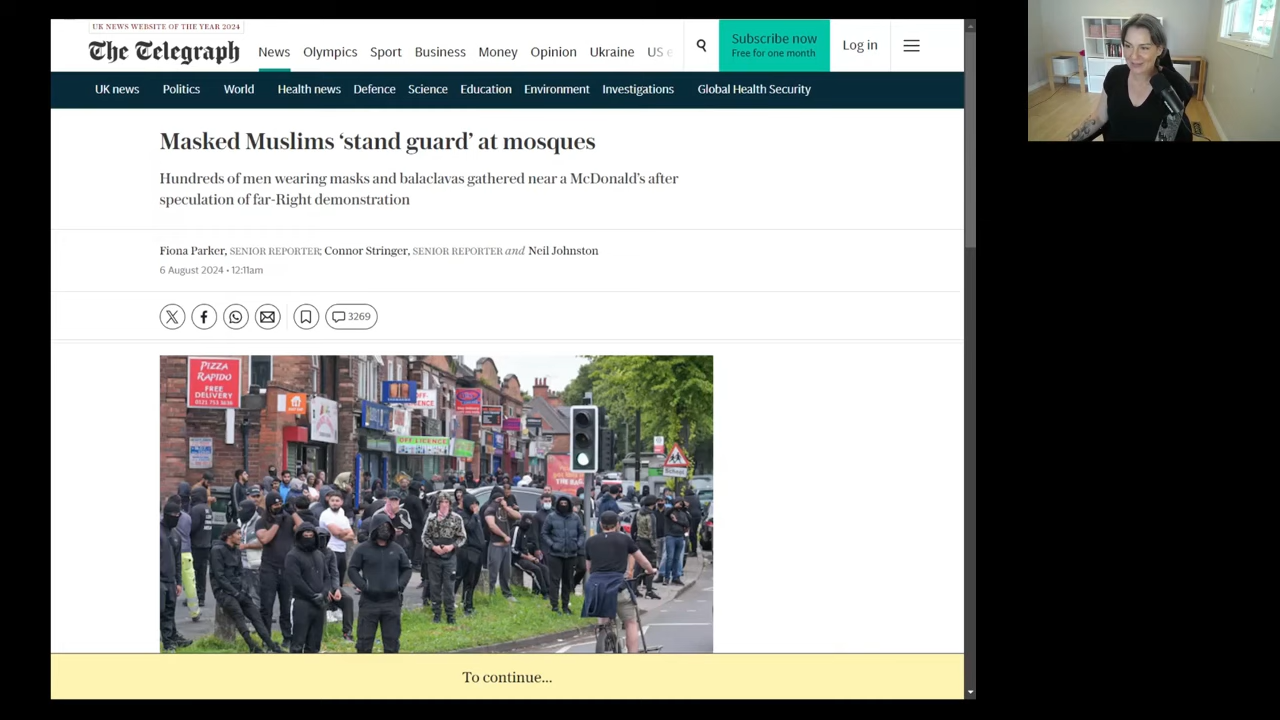 UK NEWS WEBSITE OF THE YEAR 2024
The Telegraph
News Olympics Sport Business Money Opinion Ukraine US e
Subscribe now
Free for one month
Log in
UK news Politics World Health news Defence Science Education Environment Investigations Global Health Security
Masked Muslims ‘stand guard’ at mosques
Hundreds of men wearing masks and balaclavas gathered near a McDonald’s after
speculation of far-Right demonstration
Fiona Parker, SENIOR REPORTER; Connor Stringer, SENIOR REPORTER and Neil Johnston
6 August 2024 • 12:11am
3269
PIZZA
RAPIDO
FREE
DELIVERY
OFF LICENCE
School
To continue...